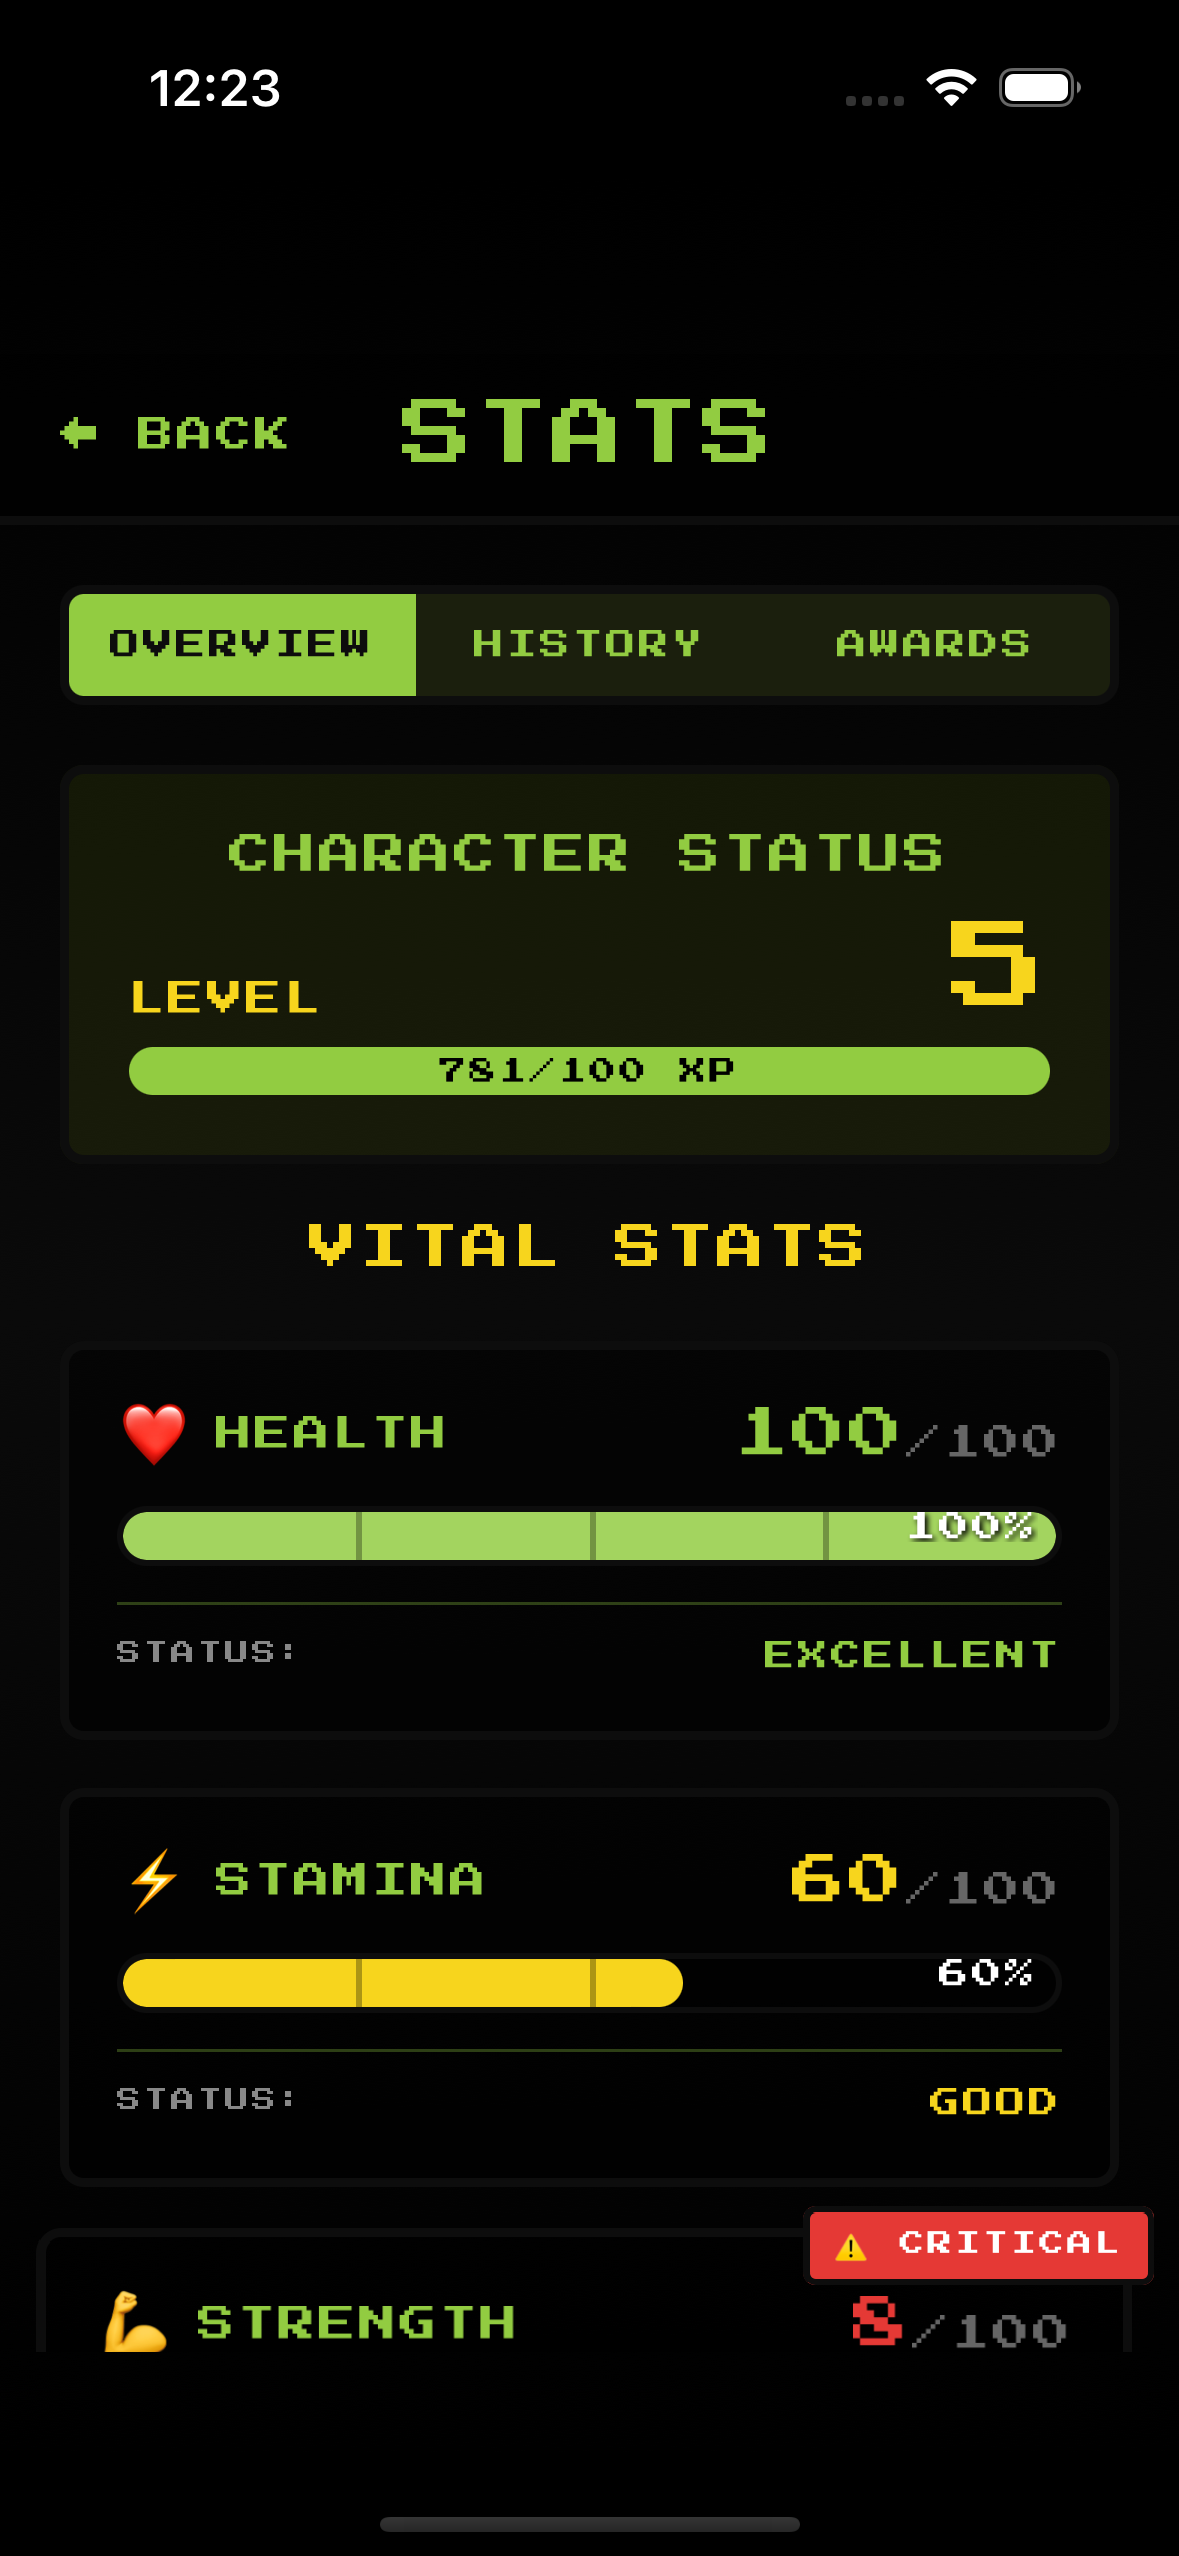 12:23
← BACK STATS
OVERVIEW HISTORY AWARDS
CHARACTER STATUS
LEVEL 5
781/100 XP
VITAL STATS
❤️ HEALTH 100/100
100%
STATUS: EXCELLENT
⚡ STAMINA 60/100
60%
STATUS: GOOD
⚠️ CRITICAL
💪 STRENGTH 8/100